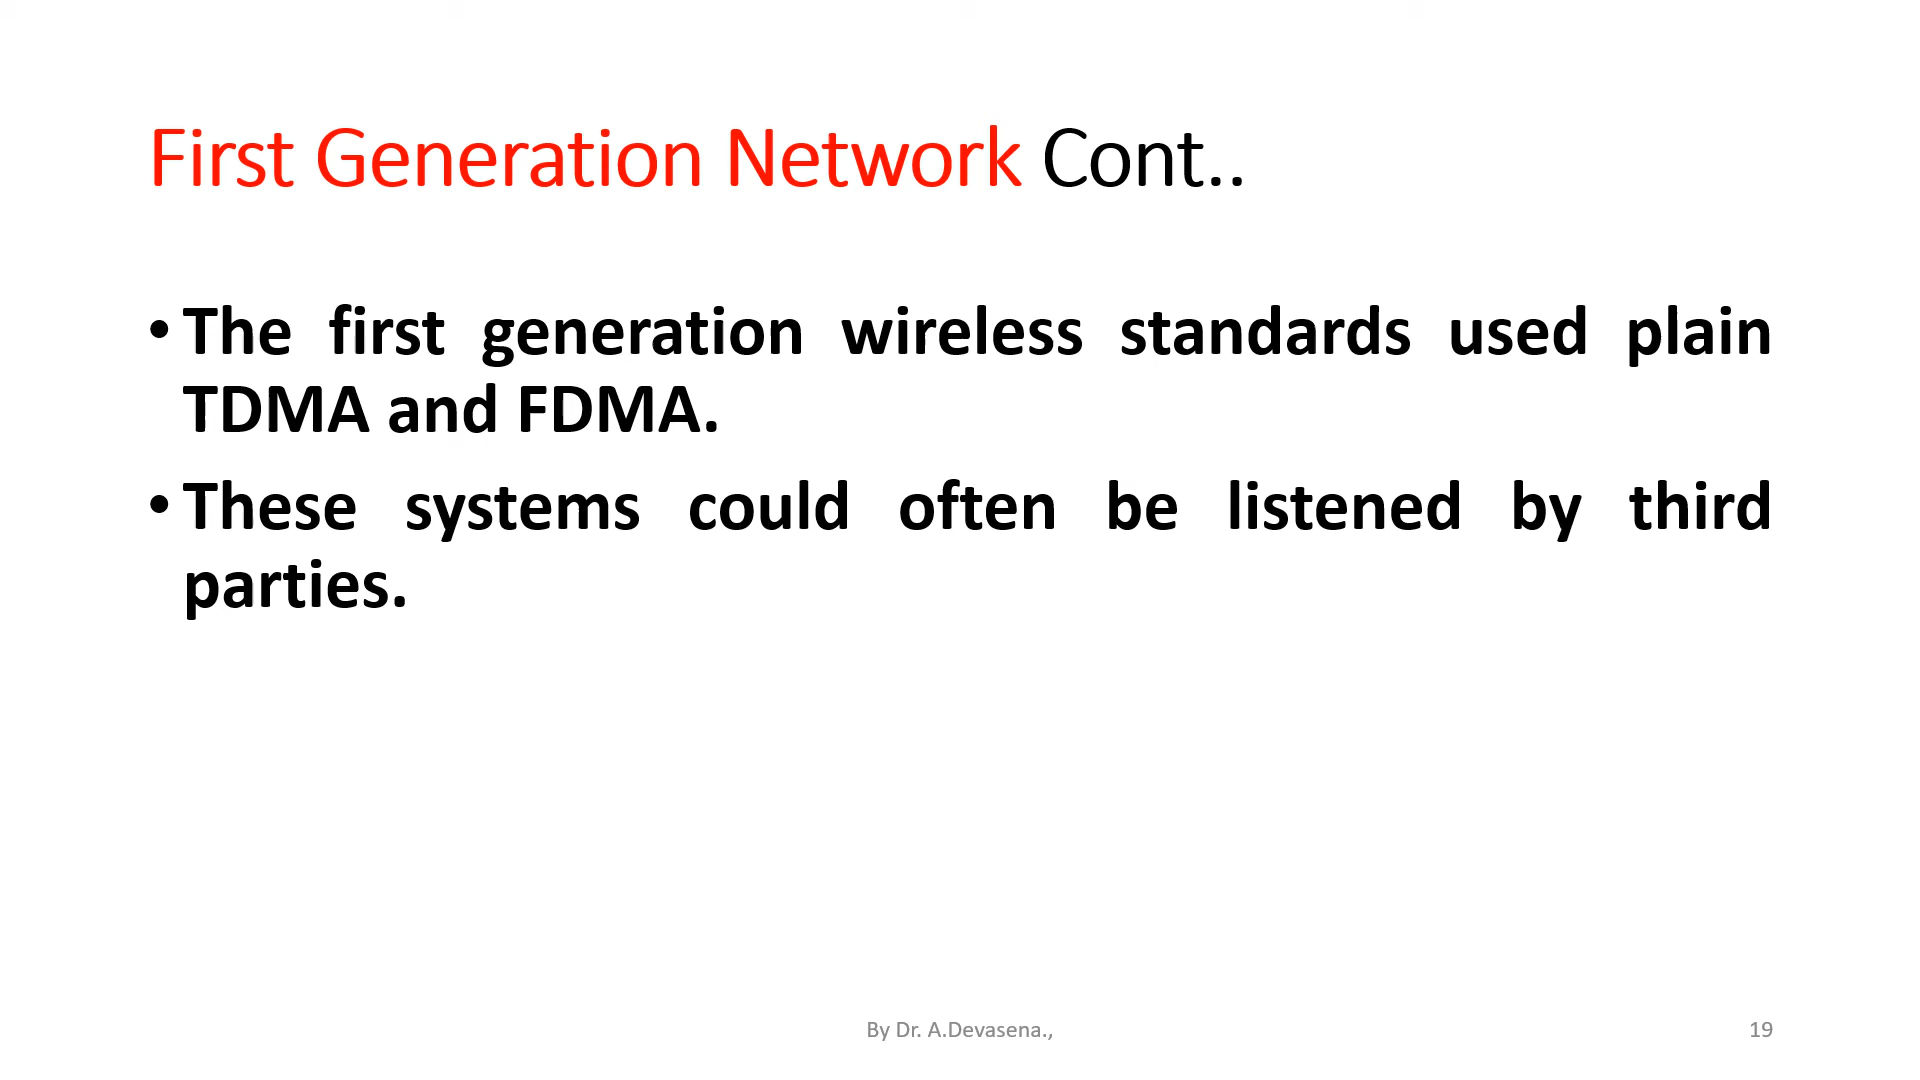 First Generation Network Cont..
• The first generation wireless standards used plain
TDMA and FDMA.
• These systems could often be listened by third
parties.
By Dr. A.Devasena.,
19